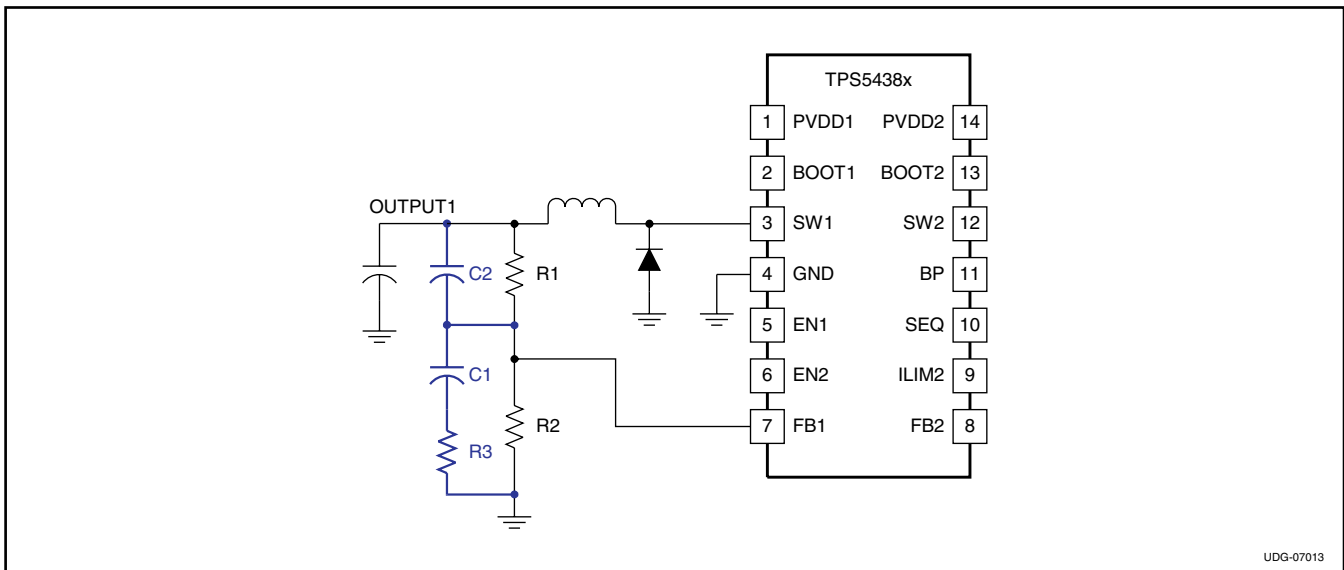 TPS5438x
1 PVDD1 PVDD2 14
2 BOOT1 BOOT2 13
OUTPUT1
3 SW1 SW2 12
C2 R1
4 GND BP 11
5 EN1 SEQ 10
C1
6 EN2 ILIM2 9
R2
7 FB1 FB2 8
R3
UDG-07013